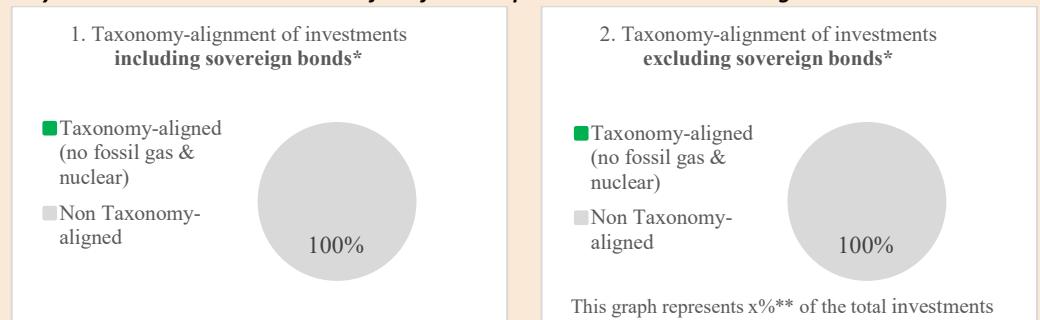 1. Taxonomy-alignment of investments
including sovereign bonds*
Taxonomy-aligned
(no fossil gas &
nuclear)
Non Taxonomy-
aligned
100%
2. Taxonomy-alignment of investments
excluding sovereign bonds*
Taxonomy-aligned
(no fossil gas &
nuclear)
Non Taxonomy-
aligned
100%
This graph represents x%** of the total investments